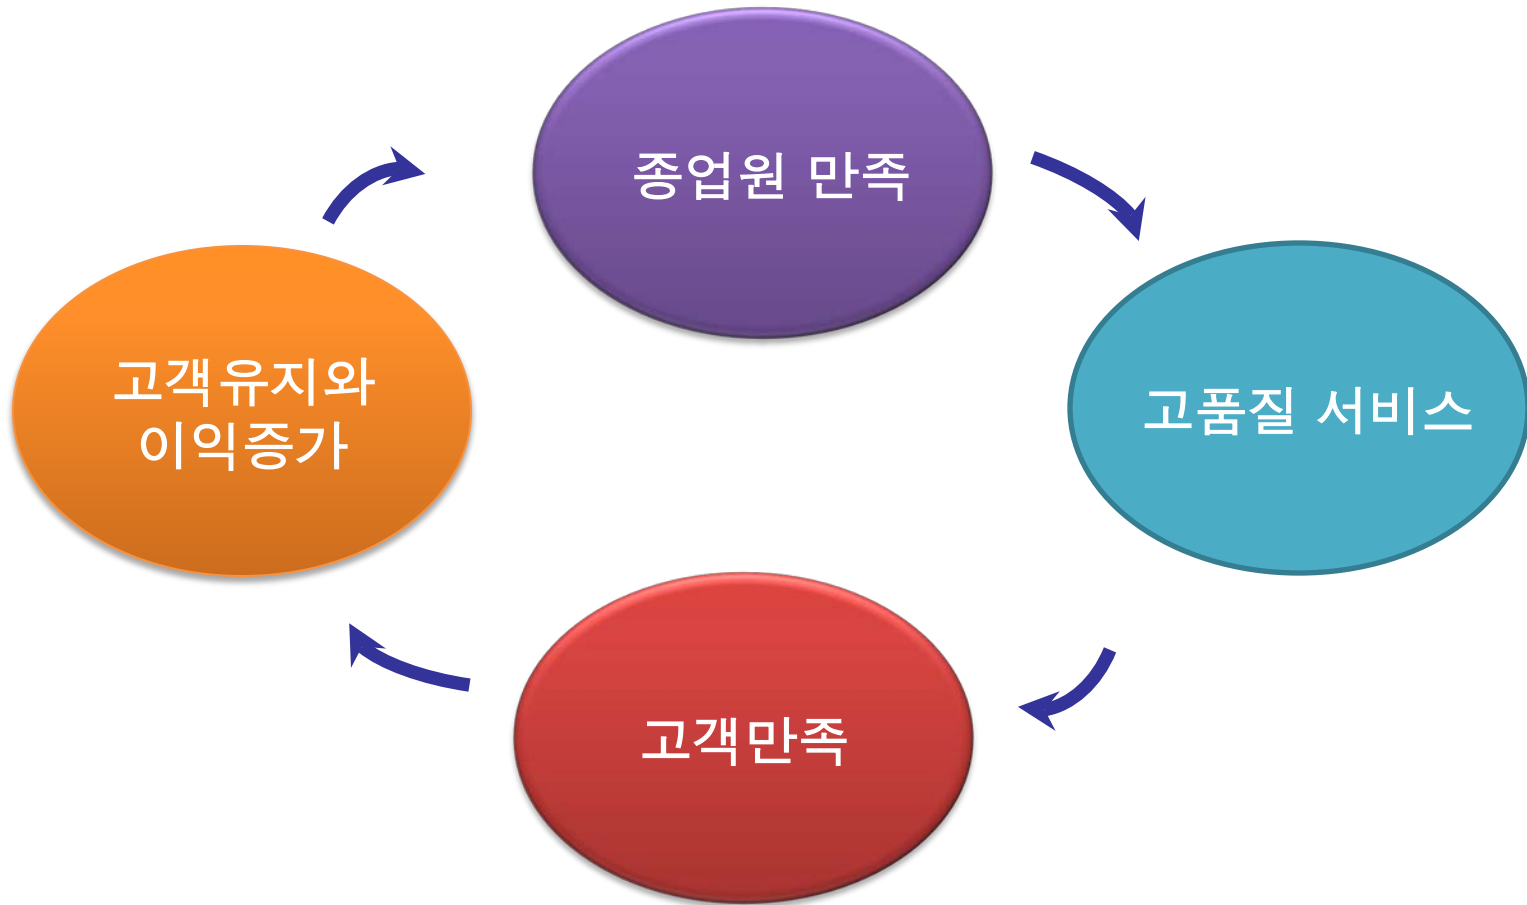 종업원 만족
고품질 서비스
고객만족
고객유지와
이익증가